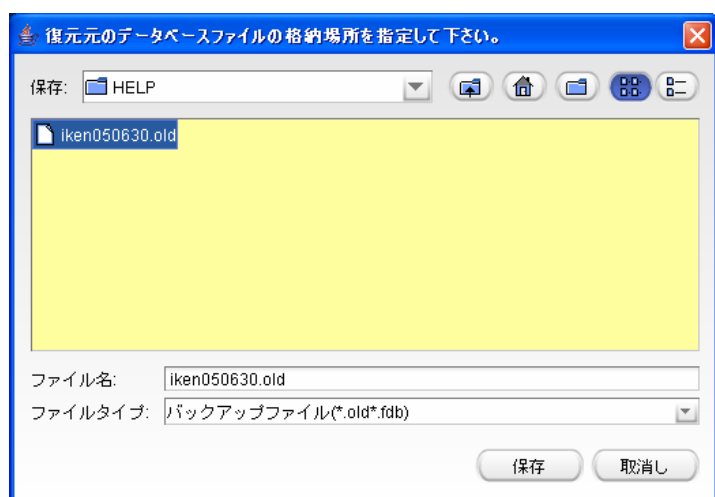 復元元のデータベースファイルの格納場所を指定して下さい。
保存: HELP
iken050630.old
ファイル名: iken050630.old
ファイルタイプ: バックアップファイル(*.old*.fdb)
保存 取消し